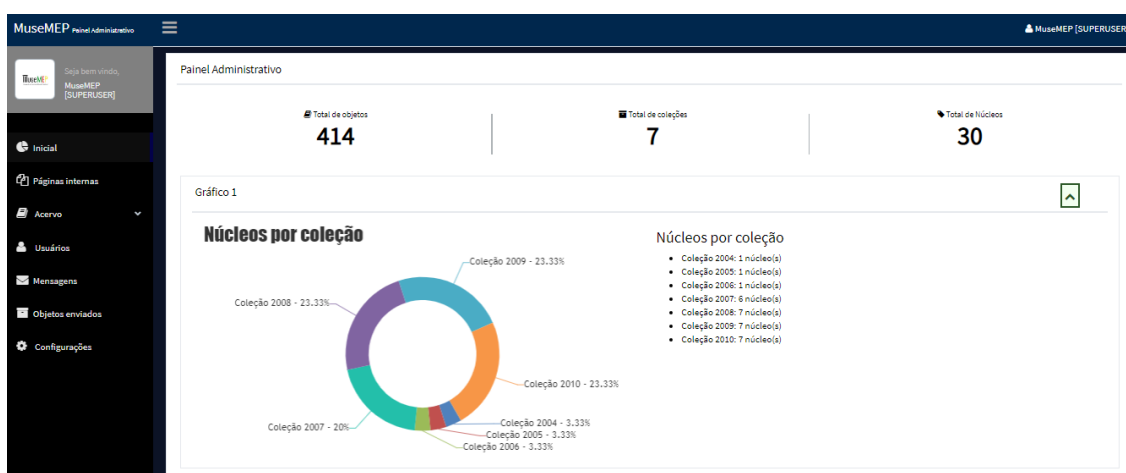 MuseMEP Painel Administrativo
MuseMEP [SUPERUSER
MuseMEP
Seja bem vindo,
MuseMEP
[SUPERUSER]
Inicial
Páginas internas
Acervo
Usuários
Mensagens
Objetos enviados
Configurações
Painel Administrativo
Total de objetos
414
Total de coleções
7
Total de Núcleos
30
Gráfico 1
Núcleos por coleção
Coleção 2009 - 23.33%
Coleção 2008 - 23.33%
Coleção 2010 - 23.33%
Coleção 2004 - 3.33%
Coleção 2007 - 20%
Coleção 2005 - 3.33%
Coleção 2006 - 3.33%
Núcleos por coleção
Coleção 2004: 1 núcleo(s)
Coleção 2005: 1 núcleo(s)
Coleção 2006: 1 núcleo(s)
Coleção 2007: 6 núcleo(s)
Coleção 2008: 7 núcleo(s)
Coleção 2009: 7 núcleo(s)
Coleção 2010: 7 núcleo(s)